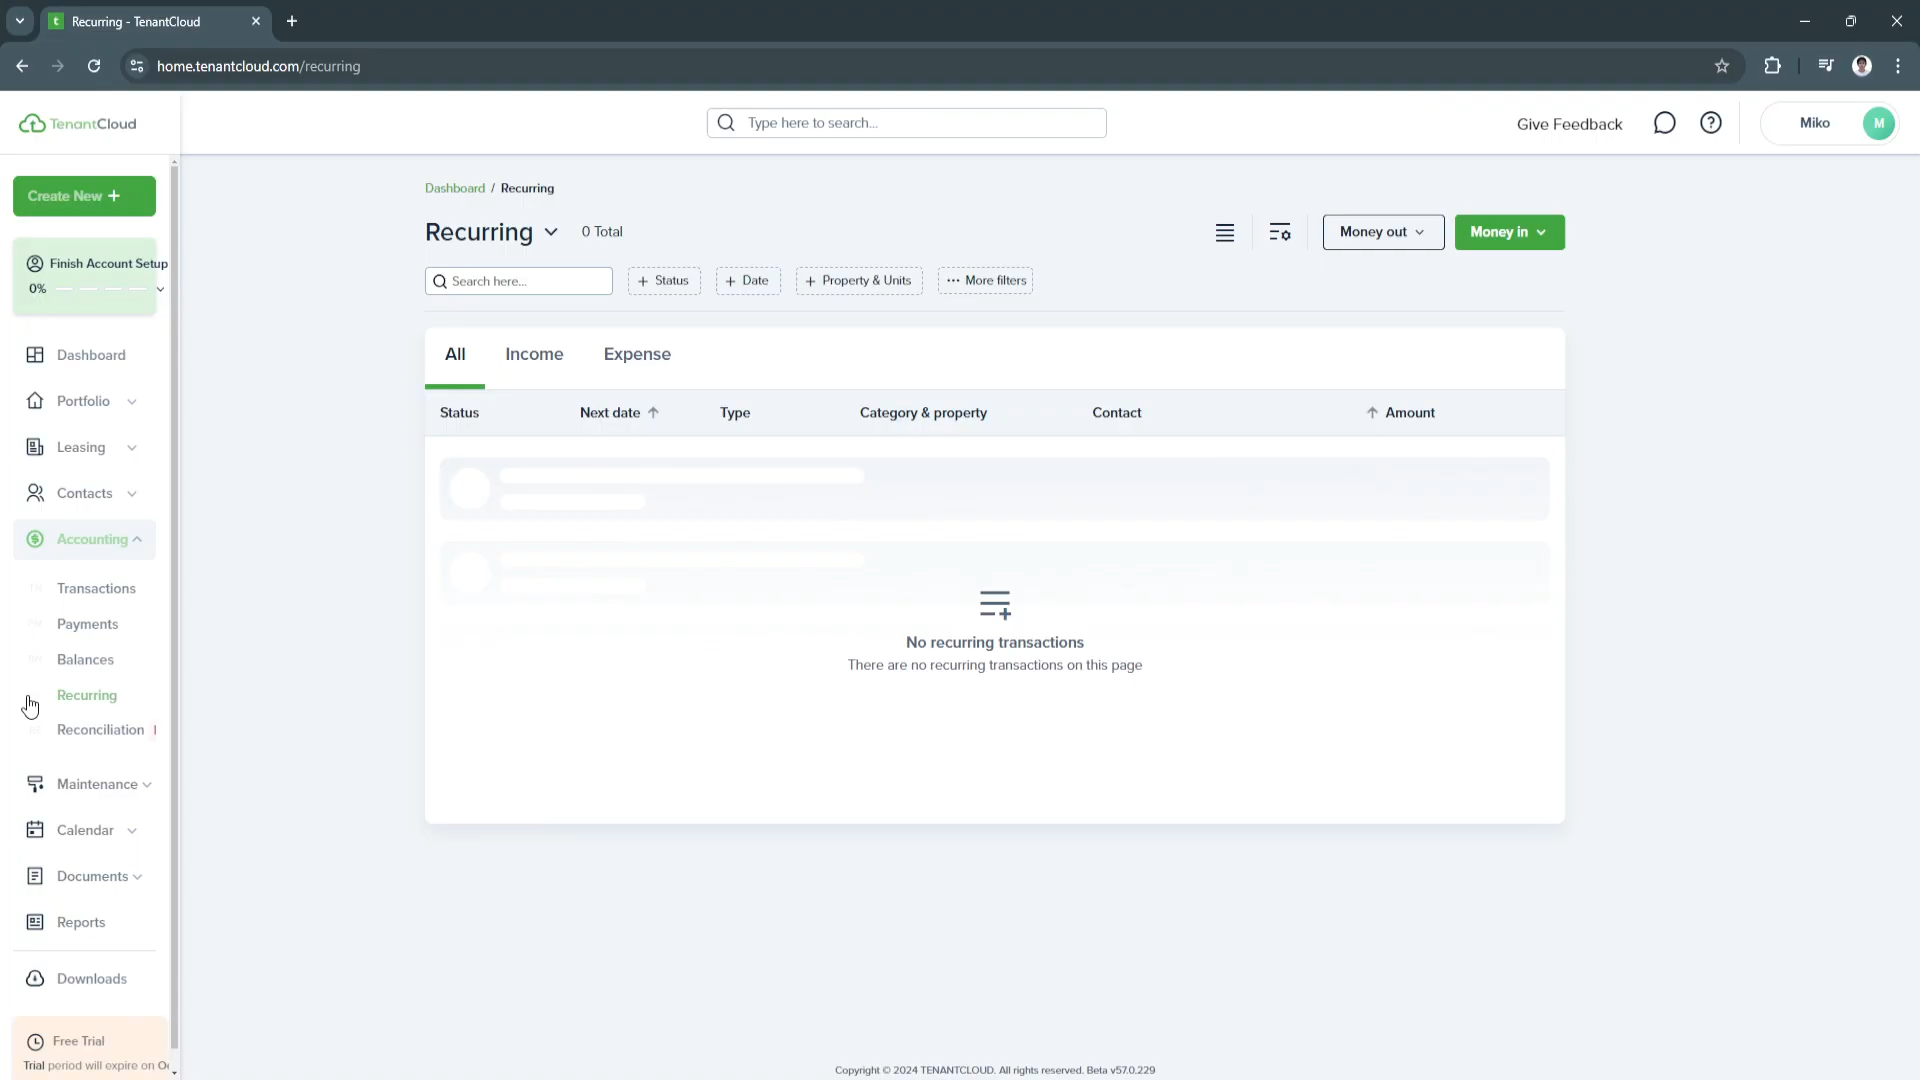 Recurring - TenantCloud
home.tenantcloud.com/recurring
TenantCloud
Type here to search...
Give Feedback
Miko
M
Create New +
Finish Account Setup
0%
Dashboard
Portfolio
Leasing
Contacts
Accounting
Transactions
Payments
Balances
Recurring
Reconciliation
Maintenance
Calendar
Documents
Reports
Downloads
Free Trial
Trial period will expire on
Dashboard / Recurring
Recurring
0 Total
Money out
Money in
Search here...
+ Status
+ Date
+ Property & Units
··· More filters
All
Income
Expense
Status
Next date
Type
Category & property
Contact
Amount
No recurring transactions
There are no recurring transactions on this page
Copyright © 2024 TENANTCLOUD. All rights reserved. Beta v57.0.229